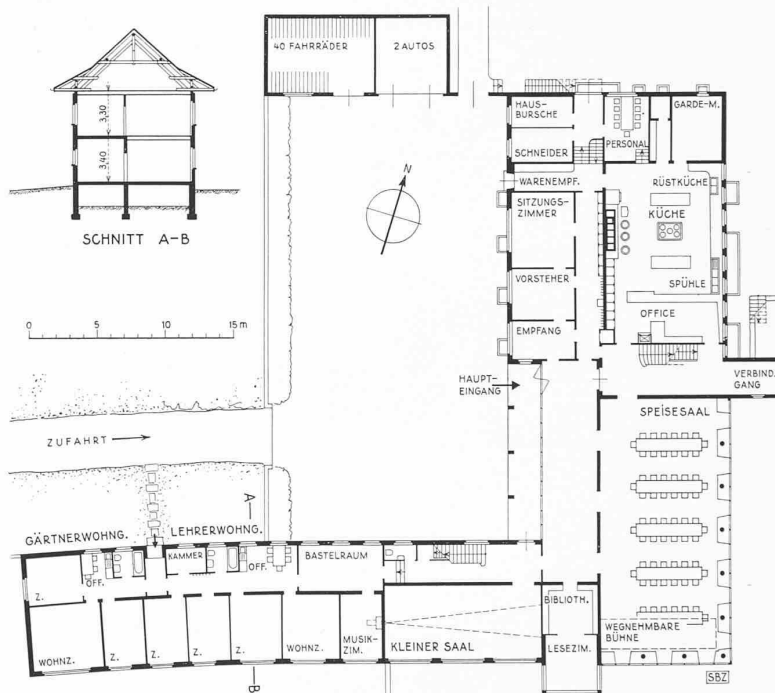 40 FAHRRÄDER
2 AUTOS
3,30
3,40
SCHNITT A-B
HAUS-
BURSCHE
SCHNEIDER
PERSONAL
GARDE-M.
WARENEMPF.
RÜSTKÜCHE
SITZUNGS-
ZIMMER
KÜCHE
N
VORSTEHER
SPÜHLE
0 5 10 15 m
EMPFANG
OFFICE
HAUPT-
EINGANG
VERBIND.
GANG
SPEISESAAL
ZUFAHRT
A
GÄRTNERWOHNG.
LEHRERWOHNG.
KAMMER
BASTELRAUM
OFF.
OFF.
Z.
BIBLIOTH.
WEGNEHMBARE
BÜHNE
WOHNZ.
Z.
Z.
Z.
Z.
WOHNZ.
MUSIK-
ZIM.
KLEINER SAAL
LESEZIM.
B
SBZ